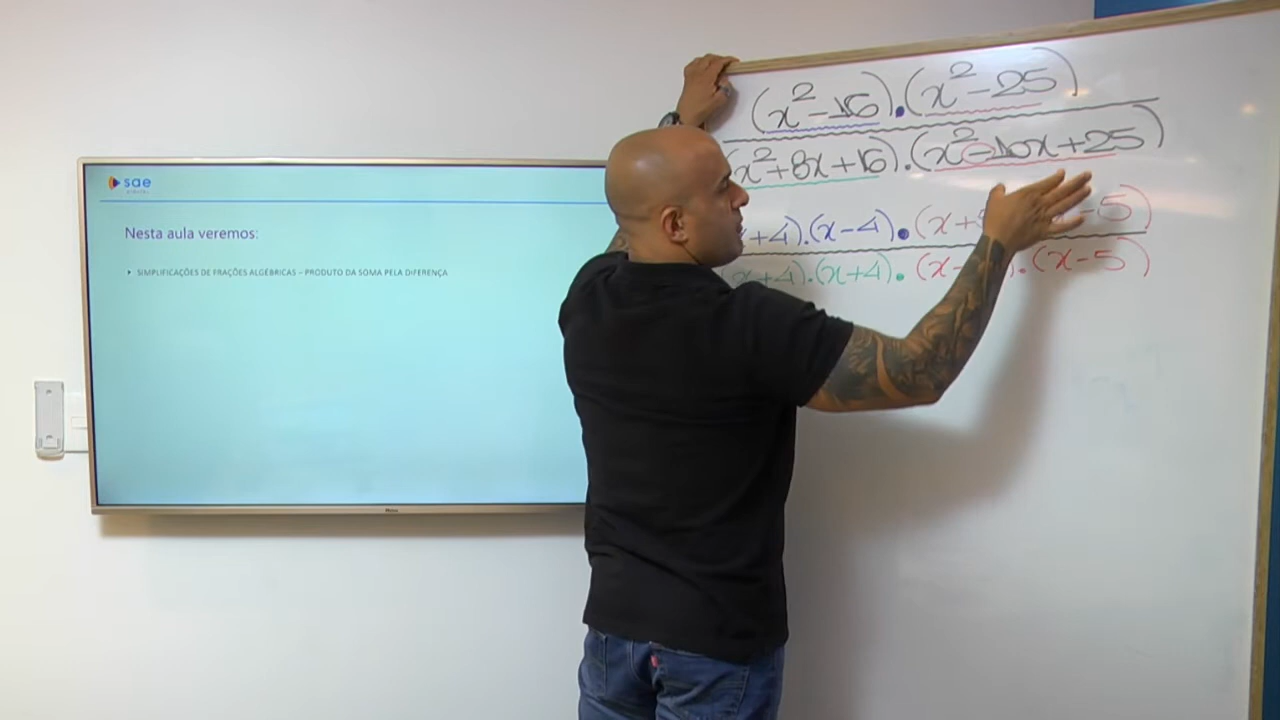 sae
Nesta aula veremos:
SIMPLIFICAÇÕES DE FRAÇÕES ALGÉBRICAS – PRODUTO DA SOMA PELA DIFERENÇA
(x²-16).(x²-25)
(x²+8x+16).(x²-10x+25)
+4).(x-4).(x+5 -5)
(x+4).(x+4).(x- ).(x-5)